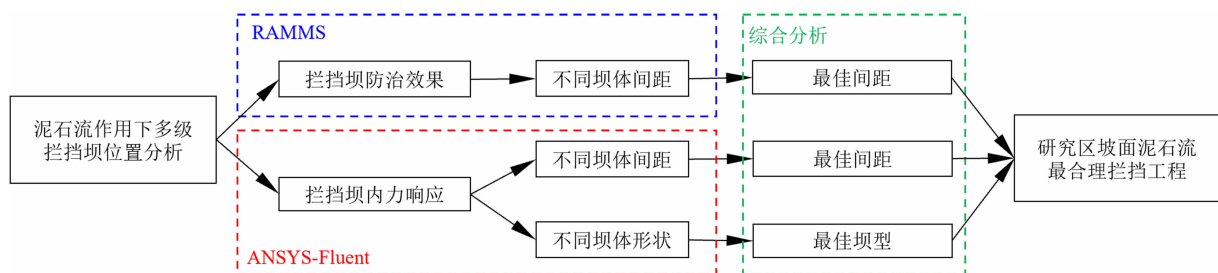 RAMMS
综合分析
拦挡坝防治效果
不同坝体间距
最佳间距
泥石流作用下多级
拦挡坝位置分析
不同坝体间距
最佳间距
研究区坡面泥石流
最合理拦挡工程
拦挡坝内力响应
不同坝体形状
最佳坝型
ANSYS-Fluent